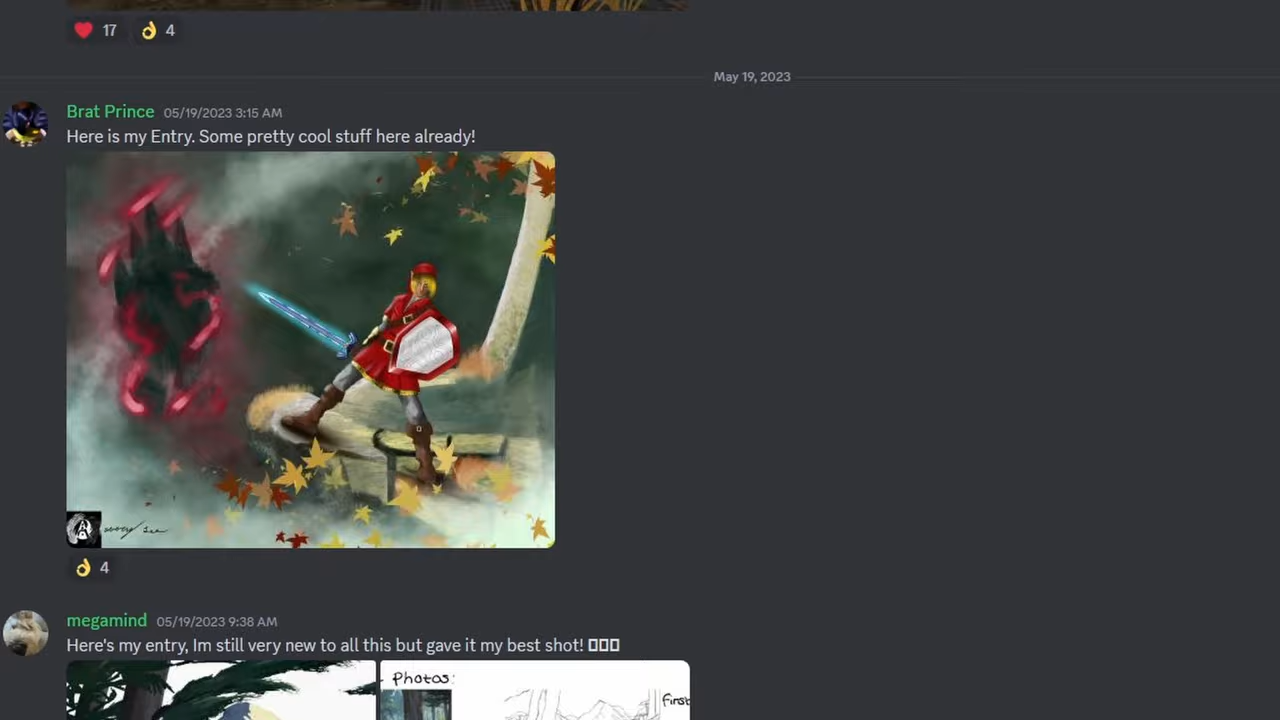 17 4
May 19, 2023
Brat Prince 05/19/2023 3:15 AM
Here is my Entry. Some pretty cool stuff here already!
4
megamind 05/19/2023 9:38 AM
Here's my entry, Im still very new to all this but gave it my best shot!
Photos:
first